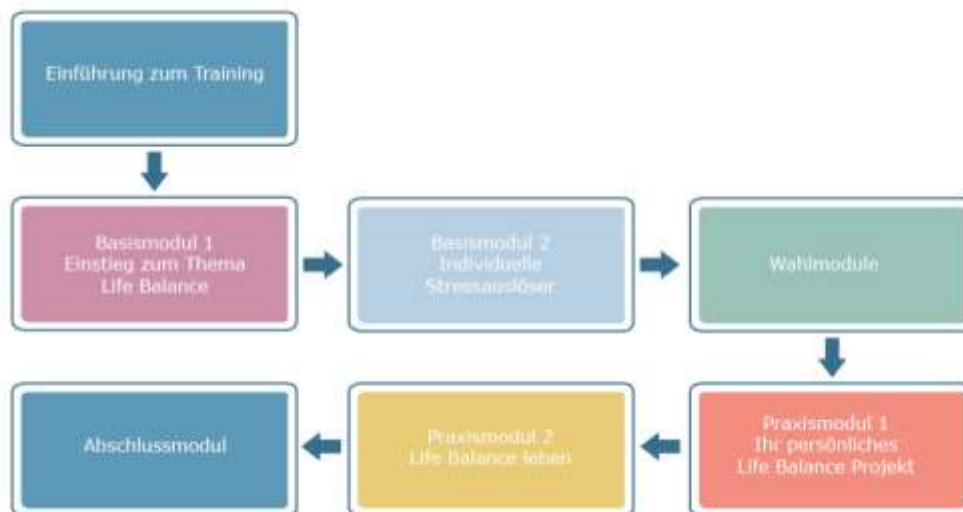 Einführung zum Training
Basismodul 1
Einstieg zum Thema
Life Balance
Basismodul 2
Individuelle
Stressauslöser
Wahlmodule
Praxismodul 1
Ihr persönliches
Life Balance Projekt
Praxismodul 2
Life Balance leben
Abschlussmodul